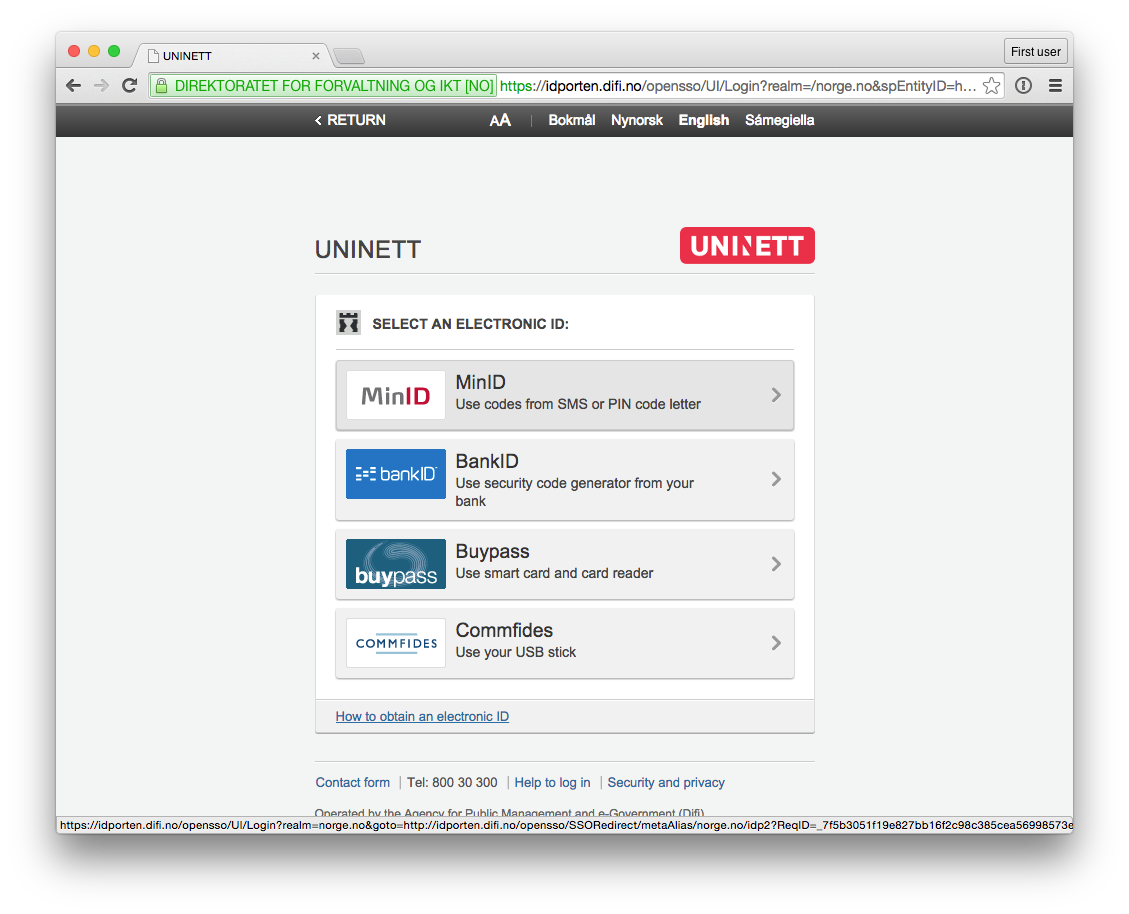 UNINETT
First user
DIREKTORATET FOR FORVALTNING OG IKT [NO] https://idporten.difi.no/opensso/UI/Login?realm=/norge.no&spEntityID=h...
RETURN AA Bokmål Nynorsk English Sámegiella
UNINETT UNINETT
SELECT AN ELECTRONIC ID:
MinID
MinID
Use codes from SMS or PIN code letter
bankID
BankID
Use security code generator from your
bank
buypass
Buypass
Use smart card and card reader
COMMFIDES
Commfides
Use your USB stick
How to obtain an electronic ID
Contact form | Tel: 800 30 300 | Help to log in | Security and privacy
Operated by the Agency for Public Management and e-Government (Difi)
https://idporten.difi.no/opensso/UI/Login?realm=norge.no&goto=http://idporten.difi.no/opensso/SSORedirect/metaAlias/norge.no/idp2?ReqID=_7f5b3051f19e827bb16f2c98c385cea56998573e